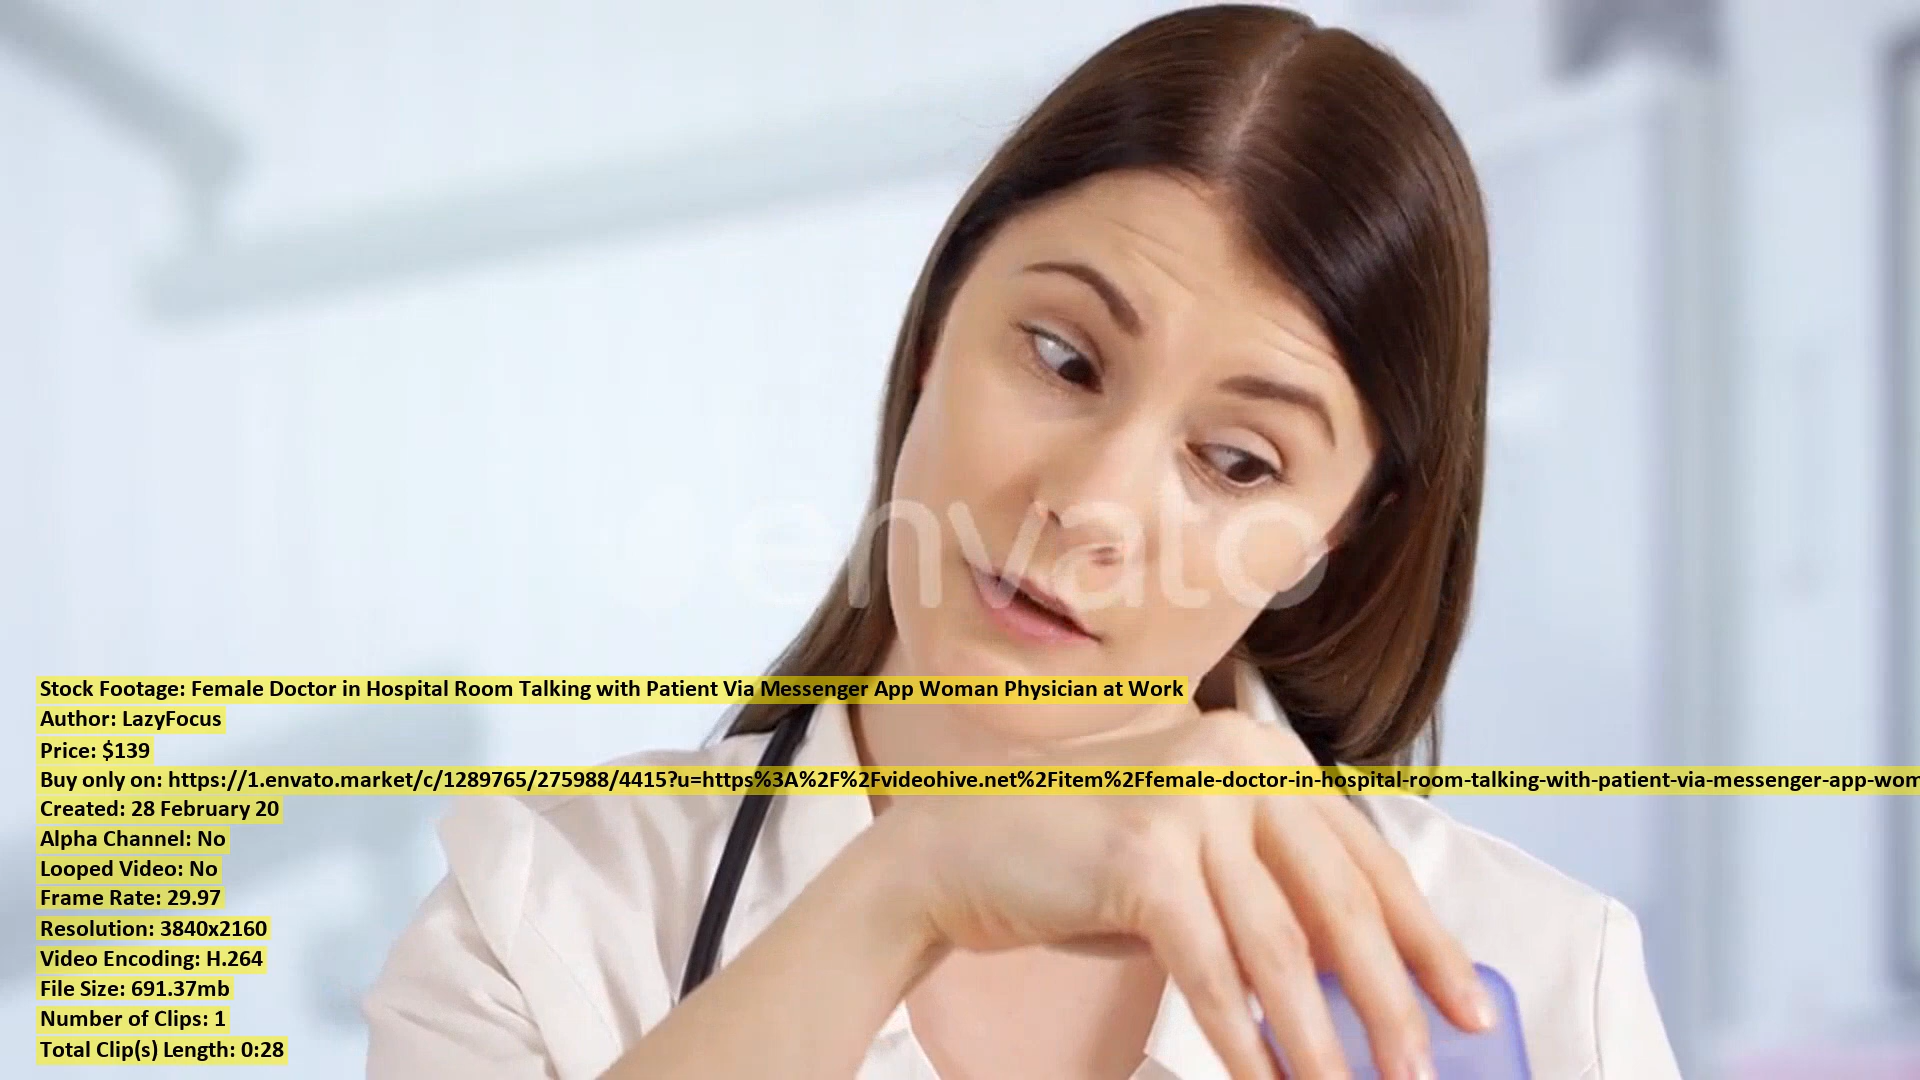 envato
Stock Footage: Female Doctor in Hospital Room Talking with Patient Via Messenger App Woman Physician at Work
Author: LazyFocus
Price: $139
Buy only on: https://1.envato.market/c/1289765/275988/4415?u=https%3A%2F%2Fvideohive.net%2Fitem%2Ffemale-doctor-in-hospital-room-talking-with-patient-via-messenger-app-wom
Created: 28 February 20
Alpha Channel: No
Looped Video: No
Frame Rate: 29.97
Resolution: 3840x2160
Video Encoding: H.264
File Size: 691.37mb
Number of Clips: 1
Total Clip(s) Length: 0:28